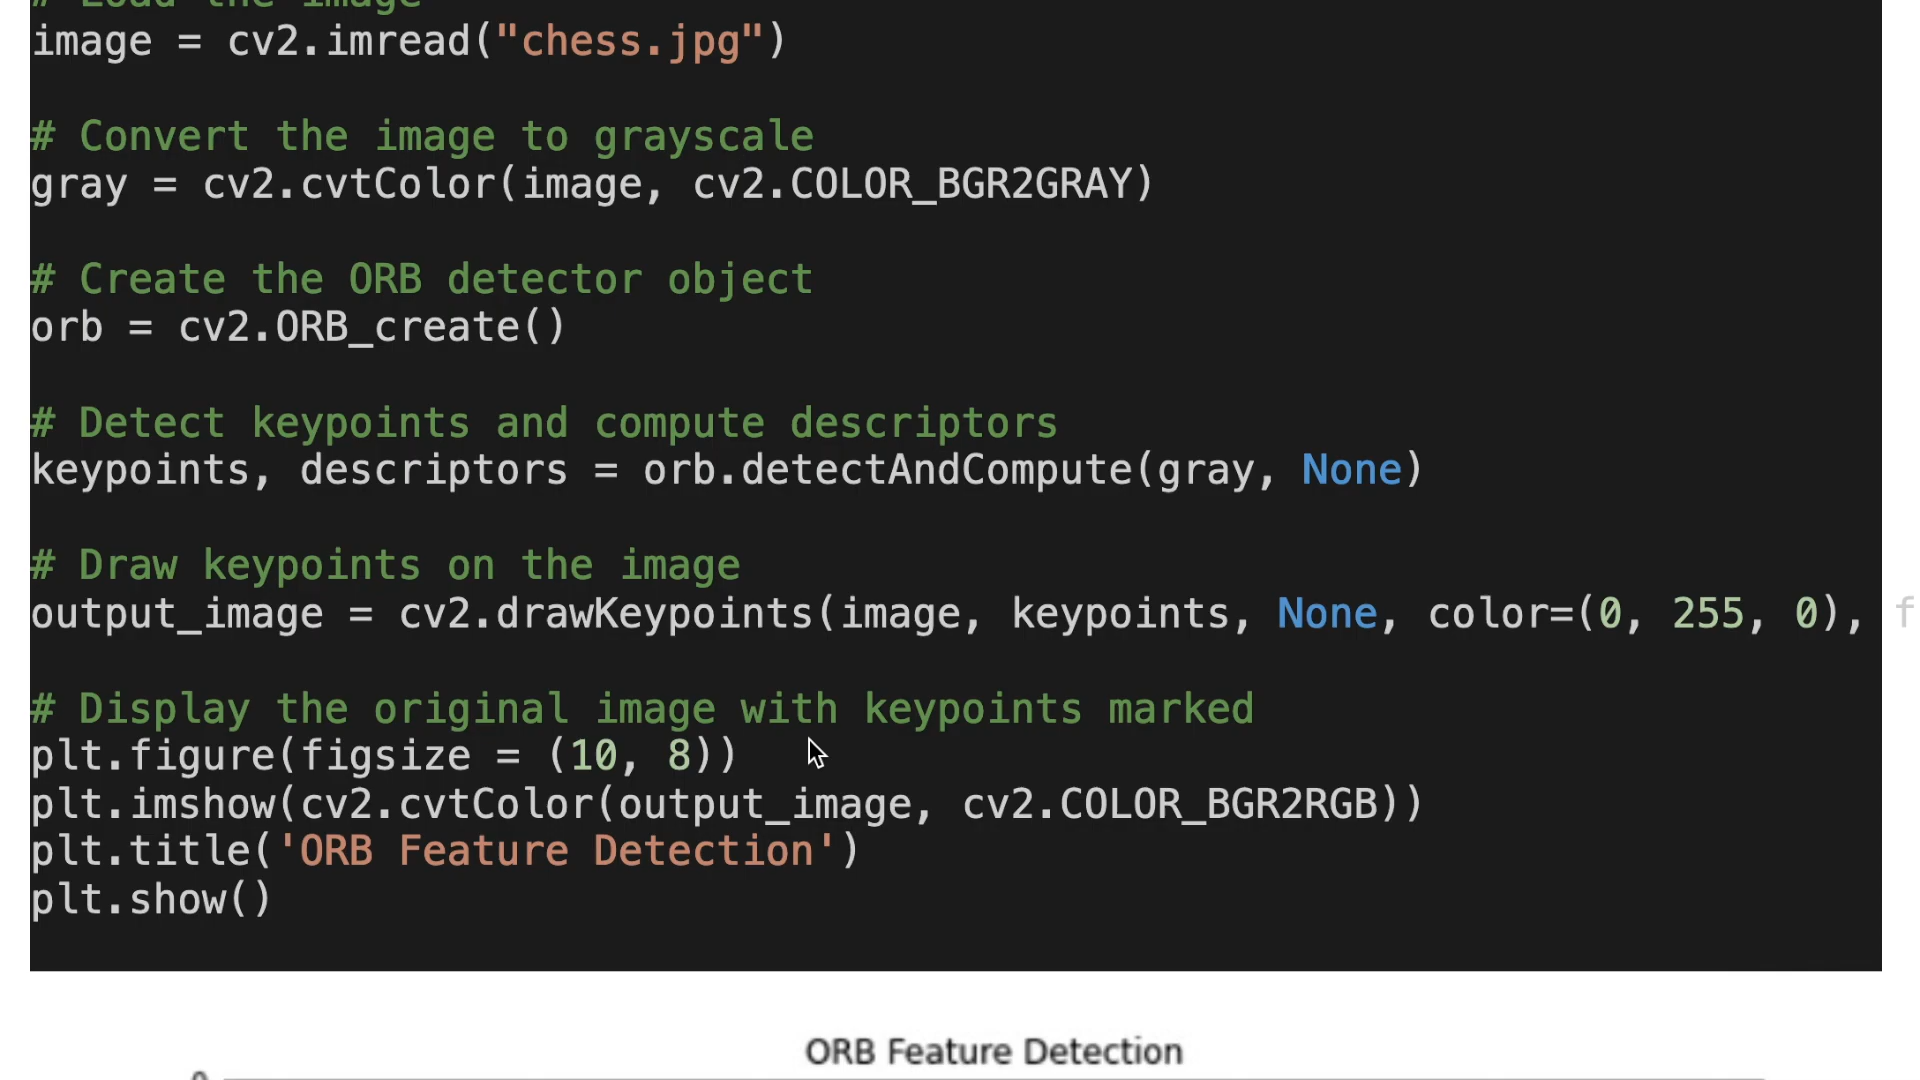 # Load the image
image = cv2.imread("chess.jpg")
# Convert the image to grayscale
gray = cv2.cvtColor(image, cv2.COLOR_BGR2GRAY)
# Create the ORB detector object
orb = cv2.ORB_create()
# Detect keypoints and compute descriptors
keypoints, descriptors = orb.detectAndCompute(gray, None)
# Draw keypoints on the image
output_image = cv2.drawKeypoints(image, keypoints, None, color=(0, 255, 0), f
# Display the original image with keypoints marked
plt.figure(figsize = (10, 8))
plt.imshow(cv2.cvtColor(output_image, cv2.COLOR_BGR2RGB))
plt.title('ORB Feature Detection')
plt.show()
ORB Feature Detection
0